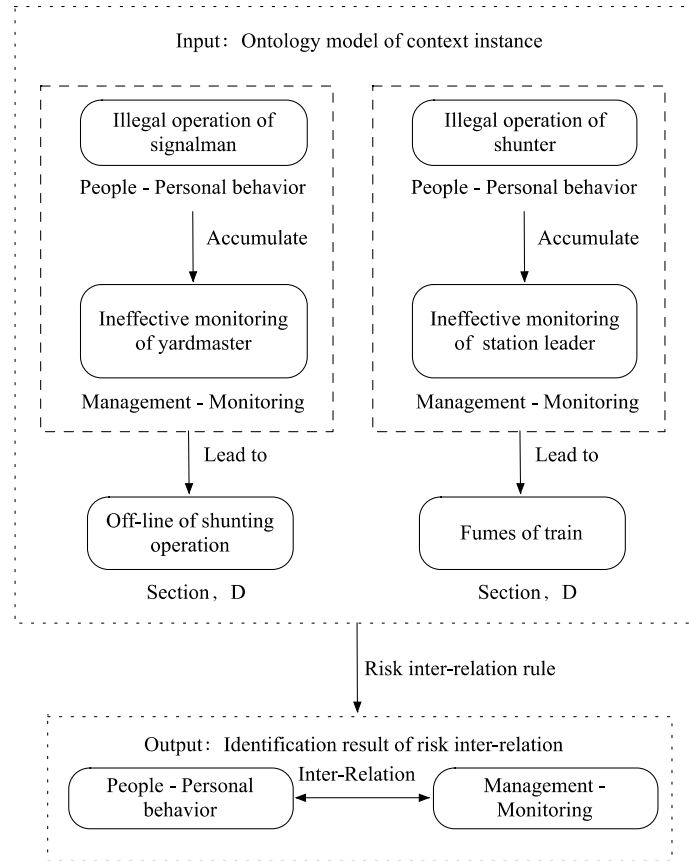 Input: Ontology model of context instance
Illegal operation of
signalman
People - Personal behavior
Accumulate
Ineffective monitoring
of yardmaster
Management - Monitoring
Lead to
Off-line of shunting
operation
Section, D
Illegal operation of
shunter
People - Personal behavior
Accumulate
Ineffective monitoring
of station leader
Management - Monitoring
Lead to
Fumes of train
Section, D
Risk inter-relation rule
Output: Identification result of risk inter-relation
People - Personal
behavior
Inter-Relation
Management -
Monitoring